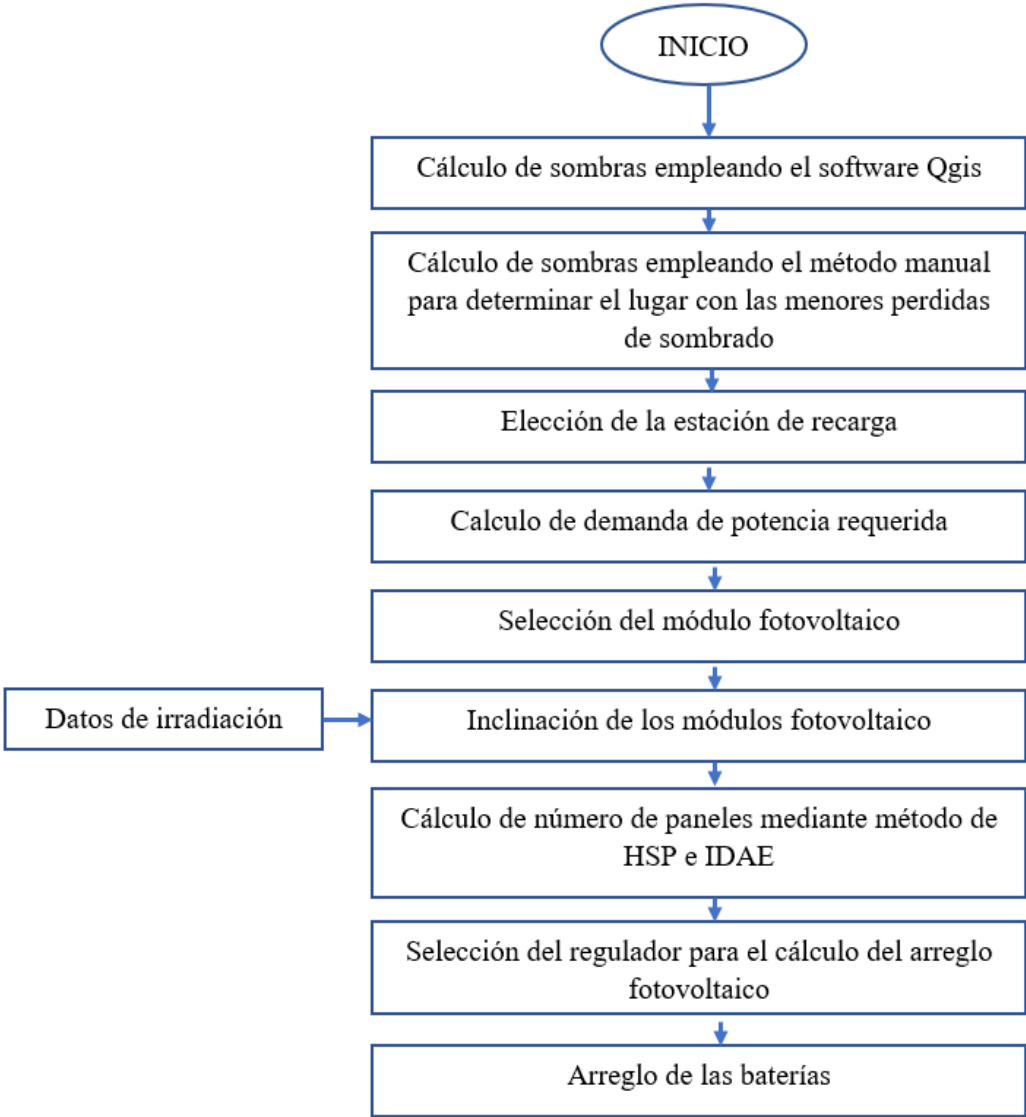 INICIO
Cálculo de sombras empleando el software Qgis
Cálculo de sombras empleando el método manual
para determinar el lugar con las menores perdidas
de sombrado
Elección de la estación de recarga
Calculo de demanda de potencia requerida
Selección del módulo fotovoltaico
Datos de irradiación
Inclinación de los módulos fotovoltaico
Cálculo de número de paneles mediante método de
HSP e IDAE
Selección del regulador para el cálculo del arreglo
fotovoltaico
Arreglo de las baterías